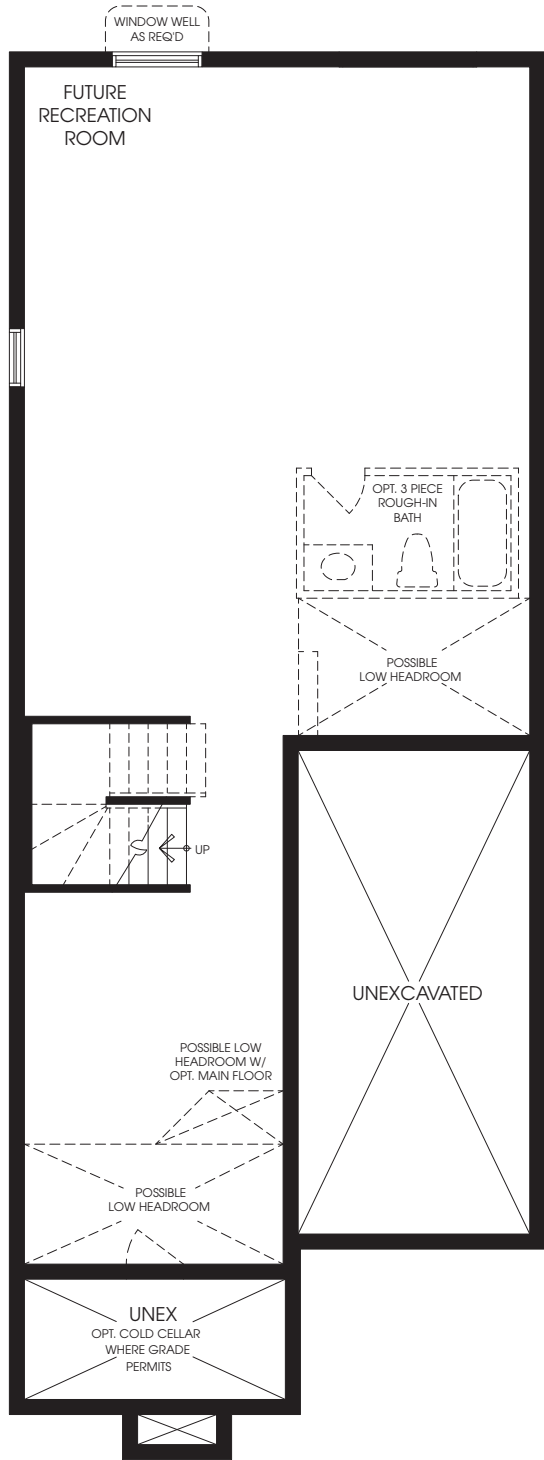 WINDOW WELL
AS REQ'D
FUTURE
RECREATION
ROOM
OPT. 3 PIECE
ROUGH-IN
BATH
POSSIBLE
LOW HEADROOM
UP
UNEXCAVATED
POSSIBLE LOW
HEADROOM W/
OPT. MAIN FLOOR
POSSIBLE
LOW HEADROOM
UNEX
OPT. COLD CELLAR
WHERE GRADE
PERMITS